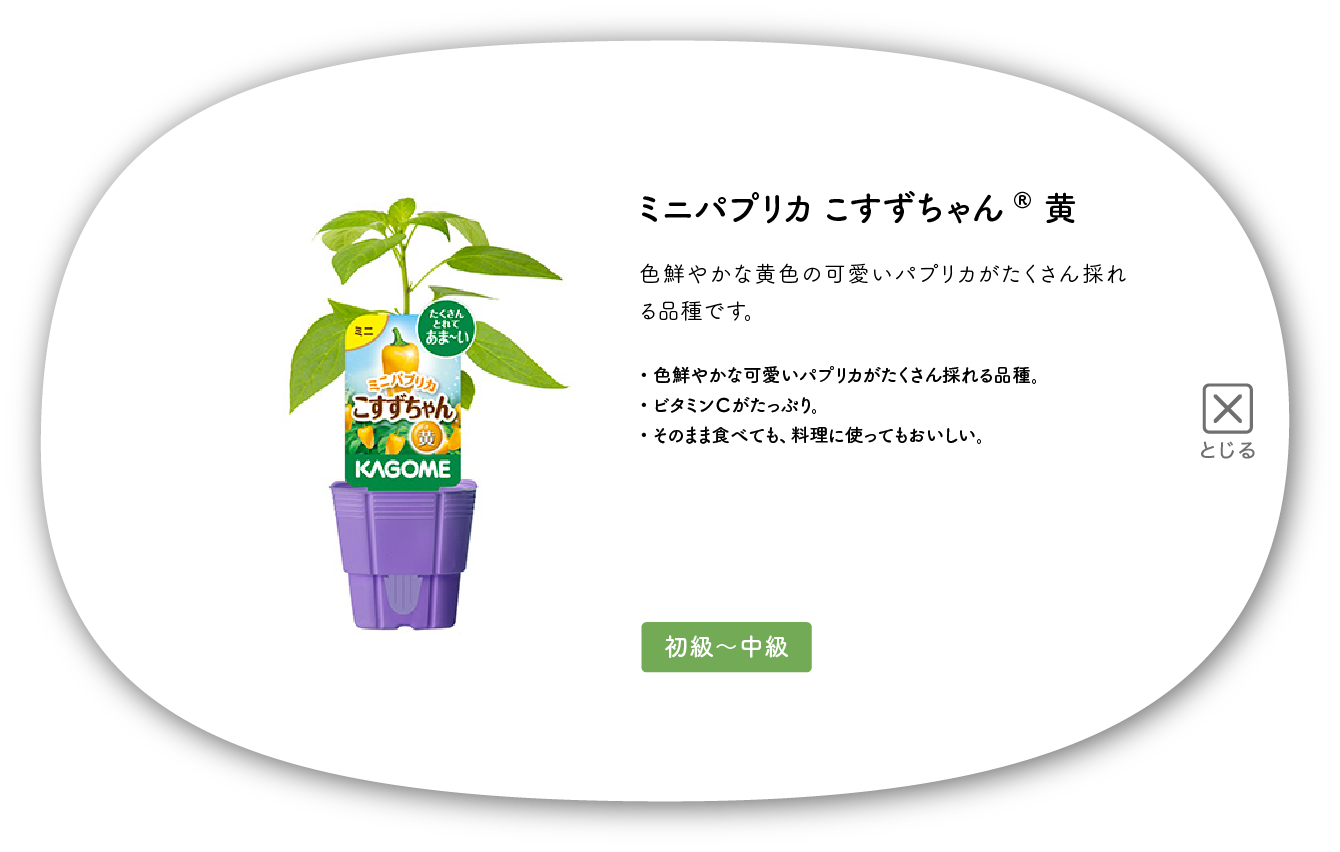 ミニパプリカ こすずちゃん® 黄
色鮮やかな黄色の可愛いパプリカがたくさん採れ
る品種です。
・色鮮やかな可愛いパプリカがたくさん採れる品種。
・ビタミンCがたっぷり。
・そのまま食べても、料理に使ってもおいしい。
初級〜中級
とじる
ミニ
たくさん
とれて
あま〜い
ミニパプリカ
こすずちゃん
黄
KAGOME